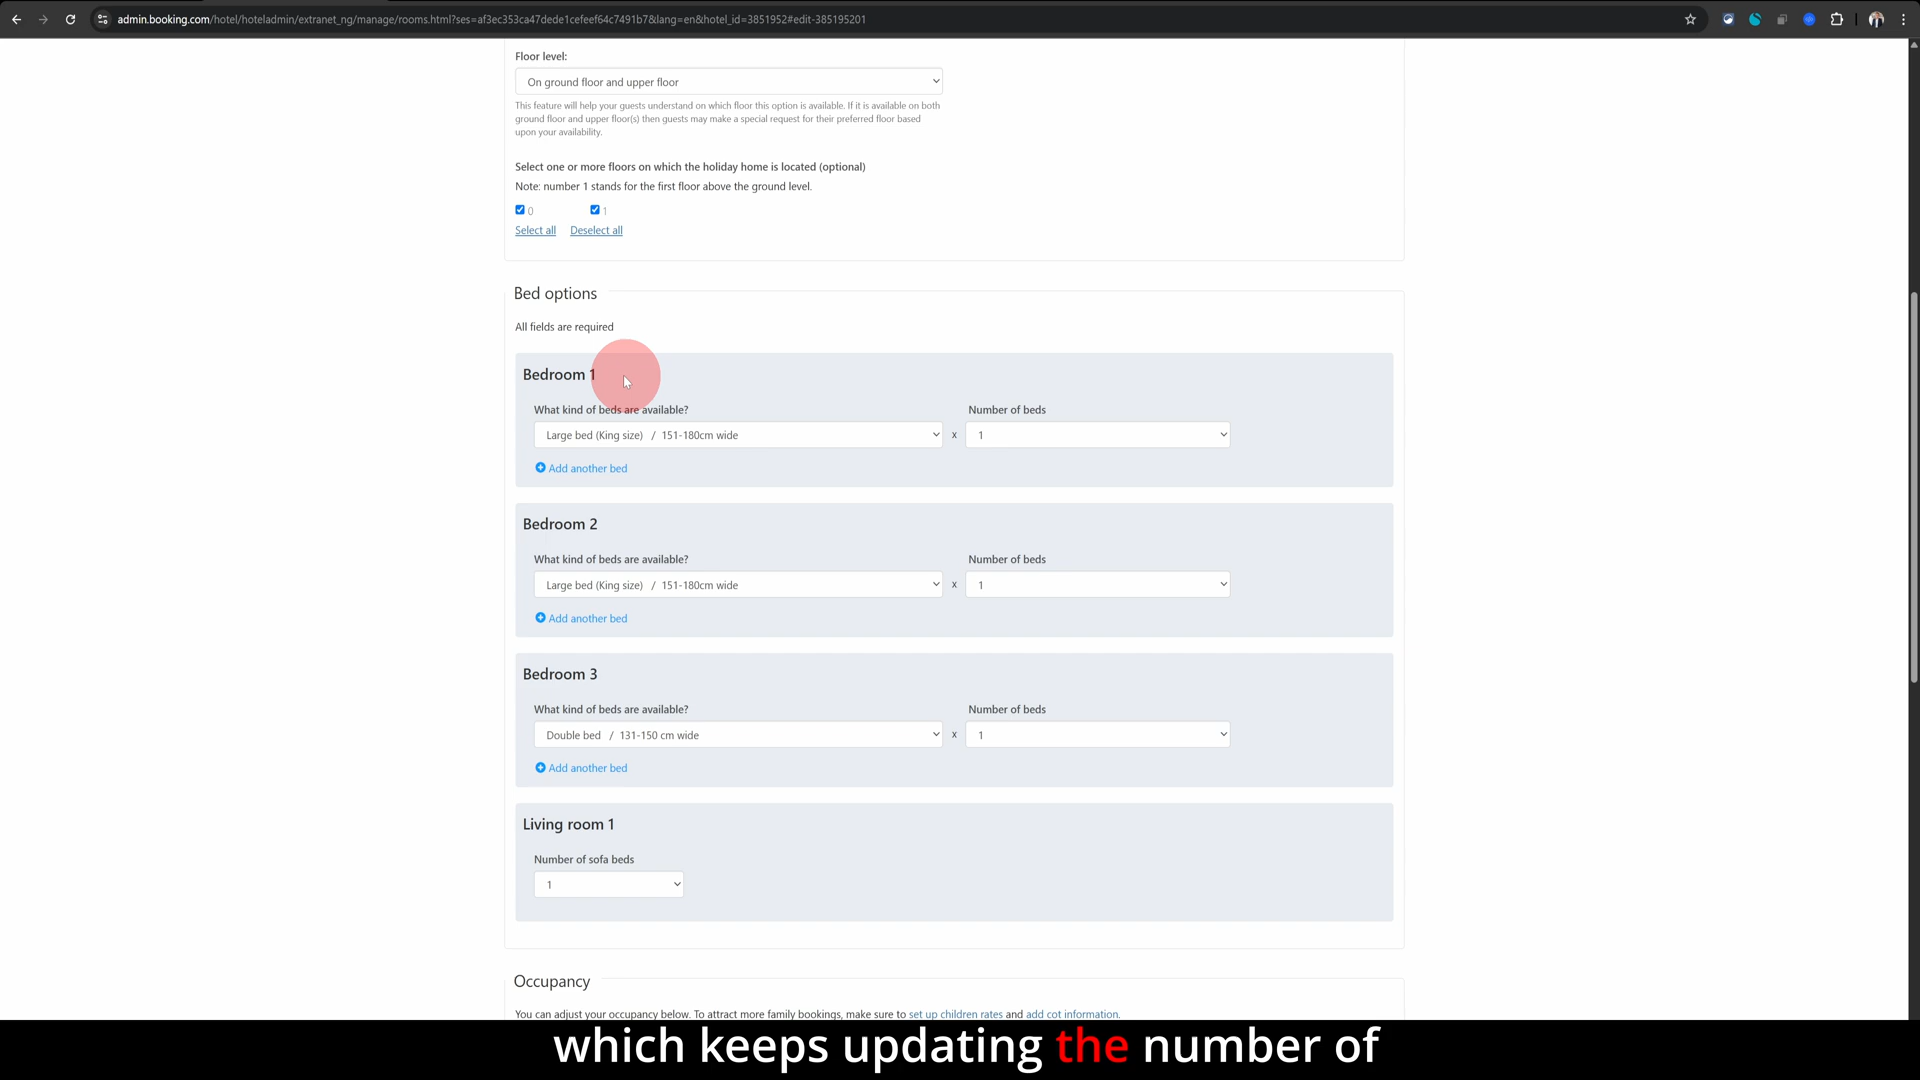 admin.booking.com/hotel/hoteladmin/extranet_ng/manage/rooms.html?ses=af3ec353ca47dede1cefeef64c7491b7&lang=en&hotel_id=3851952#edit-385195201
Floor level:
On ground floor and upper floor
This feature will help your guests understand on which floor this option is available. If it is available on both
ground floor and upper floor(s) then guests may make a special request for their preferred floor based
upon your availability.
Select one or more floors on which the holiday home is located (optional)
Note: number 1 stands for the first floor above the ground level.
0 1
Select all Deselect all
Bed options
All fields are required
Bedroom 1
What kind of beds are available? Number of beds
Large bed (King size) / 151-180cm wide x 1
Add another bed
Bedroom 2
What kind of beds are available? Number of beds
Large bed (King size) / 151-180cm wide x 1
Add another bed
Bedroom 3
What kind of beds are available? Number of beds
Double bed / 131-150 cm wide x 1
Add another bed
Living room 1
Number of sofa beds
1
Occupancy
You can adjust your occupancy below. To attract more family bookings, make sure to set up children rates and add cot information.
which keeps updating the number of